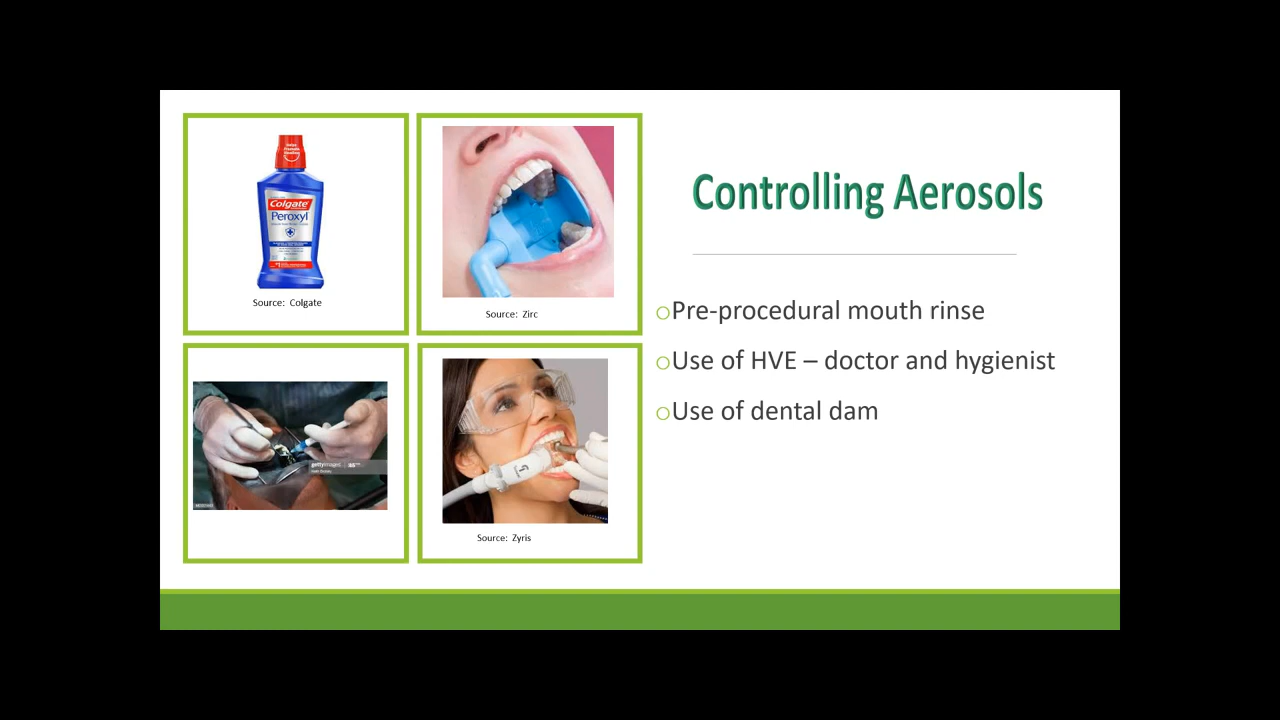 Colgate
Peroxyl
Source:  Colgate
Source:  Zirc
gettyimages
Source:  Zyris
Controlling Aerosols
Pre-procedural mouth rinse
Use of HVE – doctor and hygienist
Use of dental dam